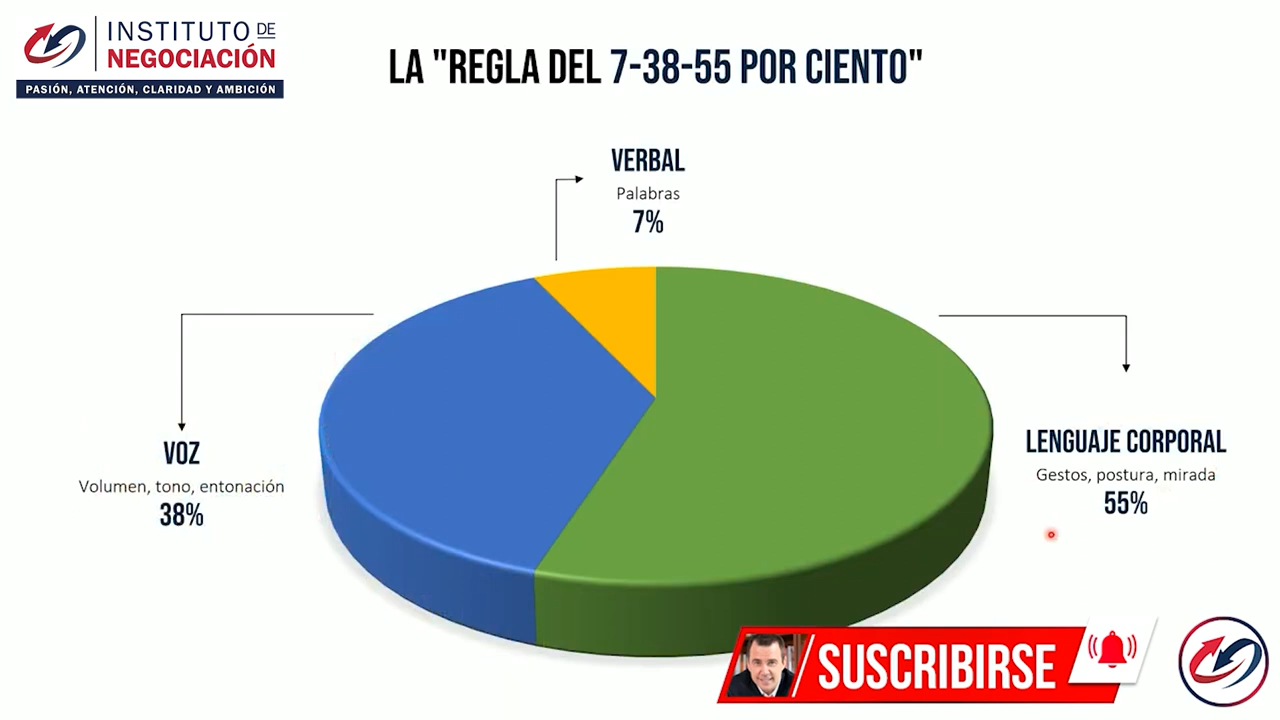 INSTITUTO DE
NEGOCIACIÓN
PASIÓN, ATENCIÓN, CLARIDAD Y AMBICIÓN
LA "REGLA DEL 7-38-55 POR CIENTO"
VERBAL
Palabras
7%
VOZ
Volumen, tono, entonación
38%
LENGUAJE CORPORAL
Gestos, postura, mirada
55%
SUSCRIBIRSE